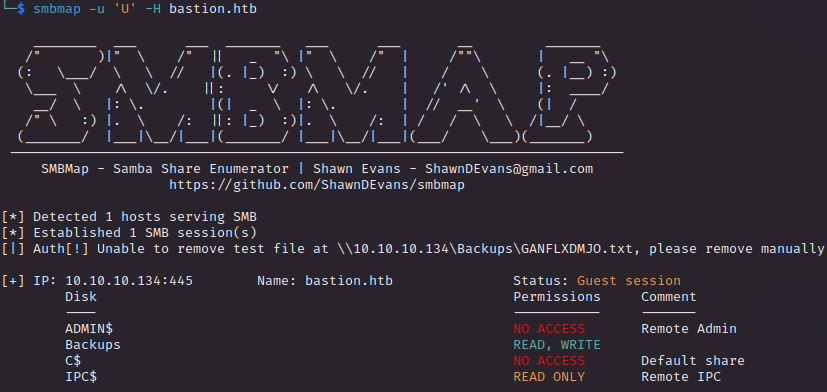 └─$ smbmap -u 'U' -H bastion.htb
SMBMAP
SMBMap - Samba Share Enumerator | Shawn Evans - ShawnDEvans@gmail.com
https://github.com/ShawnDEvans/smbmap
[*] Detected 1 hosts serving SMB
[*] Established 1 SMB session(s)
[|] Auth[!] Unable to remove test file at \\10.10.10.134\Backups\GANFLXDMJO.txt, please remove manually
[+] IP: 10.10.10.134:445 Name: bastion.htb Status: Guest session
Disk Permissions Comment
---- ----------- -------
ADMIN$ NO ACCESS Remote Admin
Backups READ, WRITE
C$ NO ACCESS Default share
IPC$ READ ONLY Remote IPC